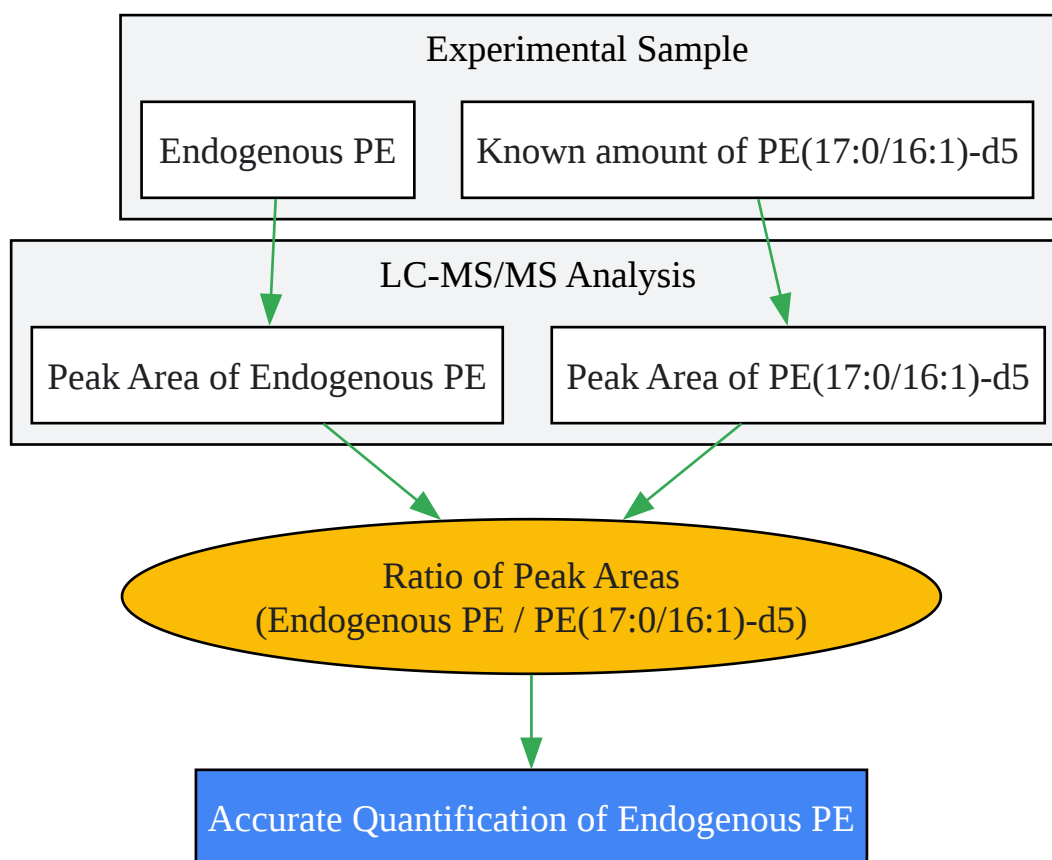 Experimental Sample
Endogenous PE
Known amount of PE(17:0/16:1)-d5
LC-MS/MS Analysis
Peak Area of Endogenous PE
Peak Area of PE(17:0/16:1)-d5
Ratio of Peak Areas
(Endogenous PE / PE(17:0/16:1)-d5)
Accurate Quantification of Endogenous PE